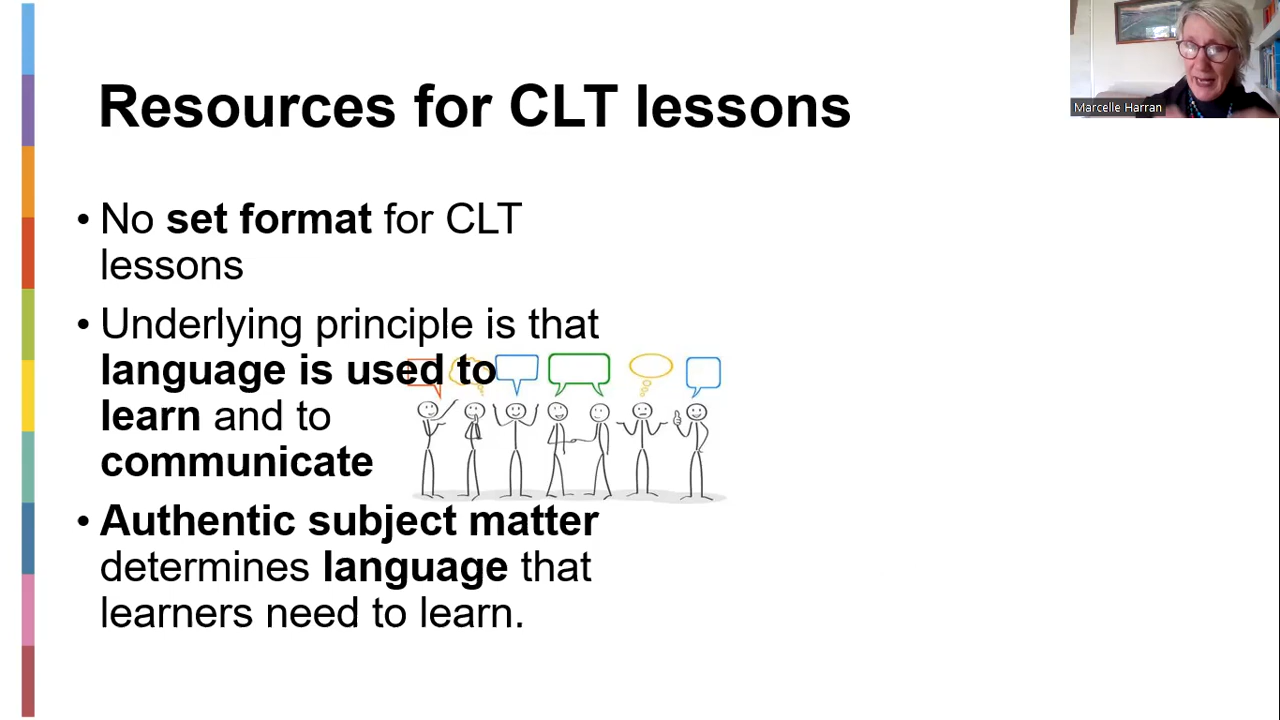 Resources for CLT lessons
Marcelle Harran
• No set format for CLT
lessons
• Underlying principle is that
language is used to
learn and to
communicate
• Authentic subject matter
determines language that
learners need to learn.